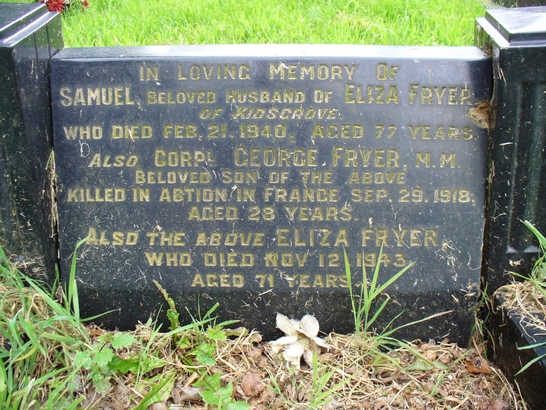 IN LOVING MEMORY OF
SAMUEL, BELOVED HUSBAND OF ELIZA FRYER
OF KIDSGROVE
WHO DIED FEB. 21. 1940. AGED 77 YEARS.
ALSO CORPL GEORGE FRYER, M.M.
BELOVED SON OF THE ABOVE
KILLED IN ACTION IN FRANCE SEP. 29. 1918,
AGED 28 YEARS.
ALSO THE ABOVE ELIZA FRYER,
WHO DIED NOV 12 1943.
AGED 71 YEARS.